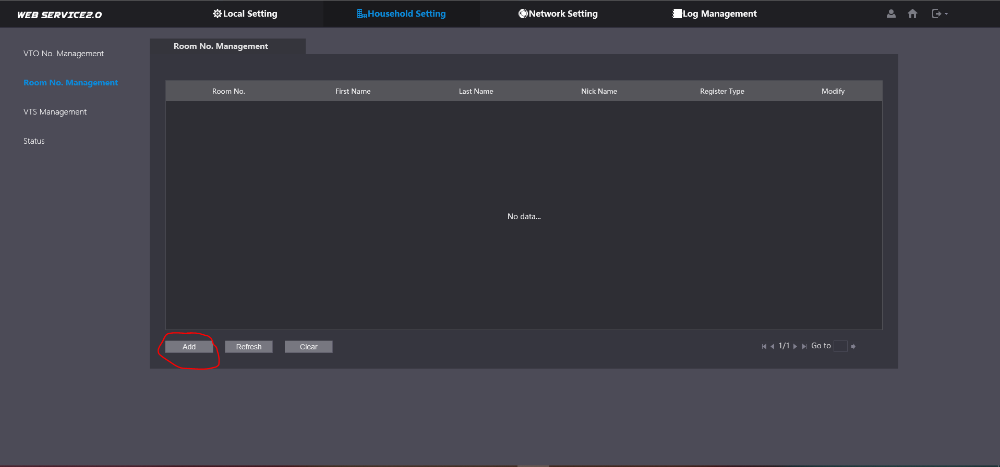 WEB SERVICE2.0
Local Setting
Household Setting
Network Setting
Log Management
VTO No. Management
Room No. Management
VTS Management
Status
Room No. Management
Room No. First Name Last Name Nick Name Register Type Modify
No data...
Add Refresh Clear
1/1 Go to